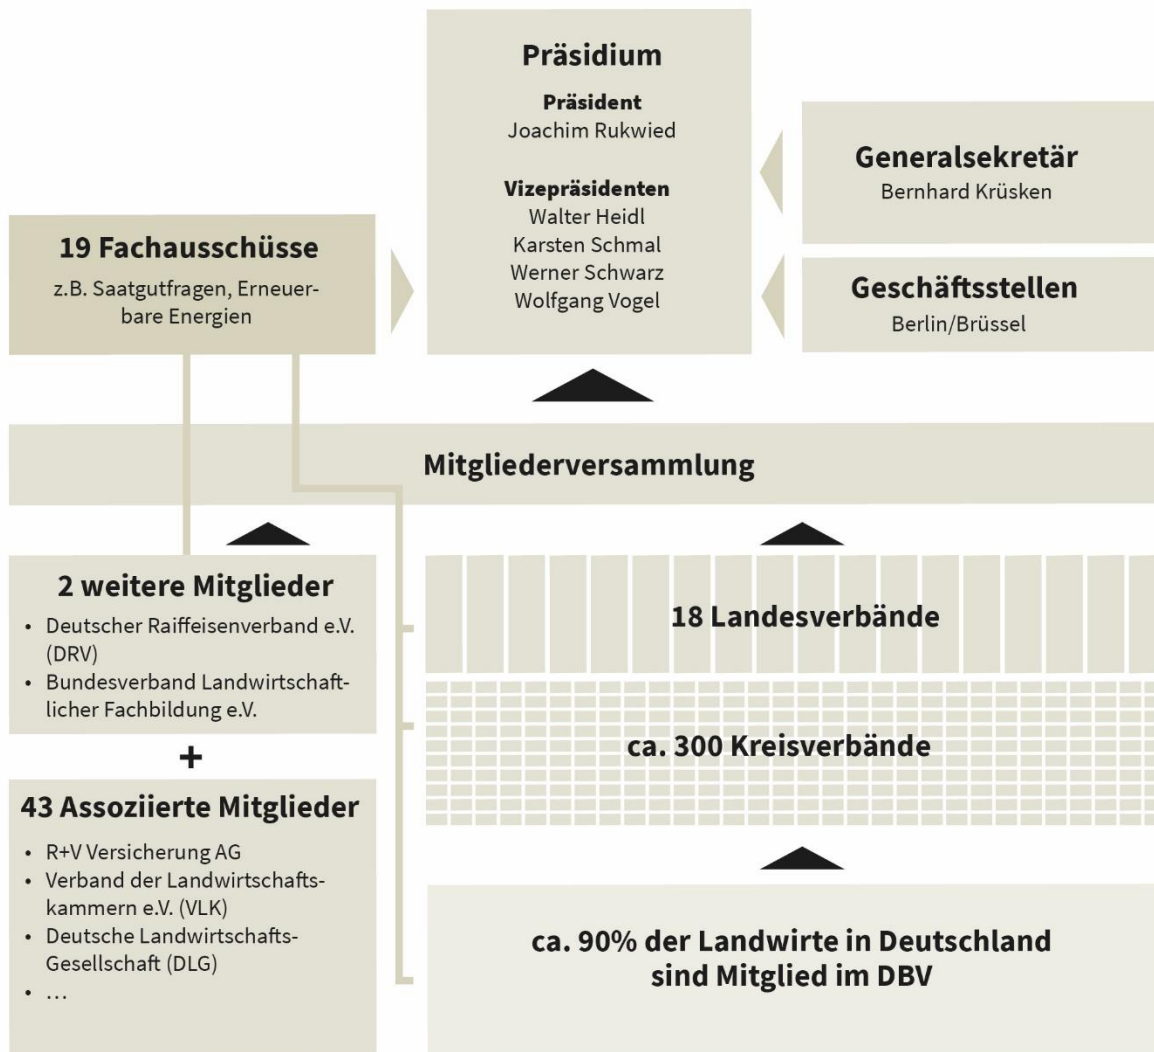 Präsidium
Präsident
Joachim Rukwied
Vizepräsidenten
Walter Heidl
Karsten Schmal
Werner Schwarz
Wolfgang Vogel
Generalsekretär
Bernhard Krüsken
Geschäftsstellen
Berlin/Brüssel
19 Fachausschüsse
z.B. Saatgutfragen, Erneuer-
bare Energien
Mitgliederversammlung
2 weitere Mitglieder
• Deutscher Raiffeisenverband e.V.
(DRV)
• Bundesverband Landwirtschaft-
licher Fachbildung e.V.
+
43 Assoziierte Mitglieder
• R+V Versicherung AG
• Verband der Landwirtschafts-
kammern e.V. (VLK)
• Deutsche Landwirtschafts-
Gesellschaft (DLG)
• …
18 Landesverbände
ca. 300 Kreisverbände
ca. 90% der Landwirte in Deutschland
sind Mitglied im DBV